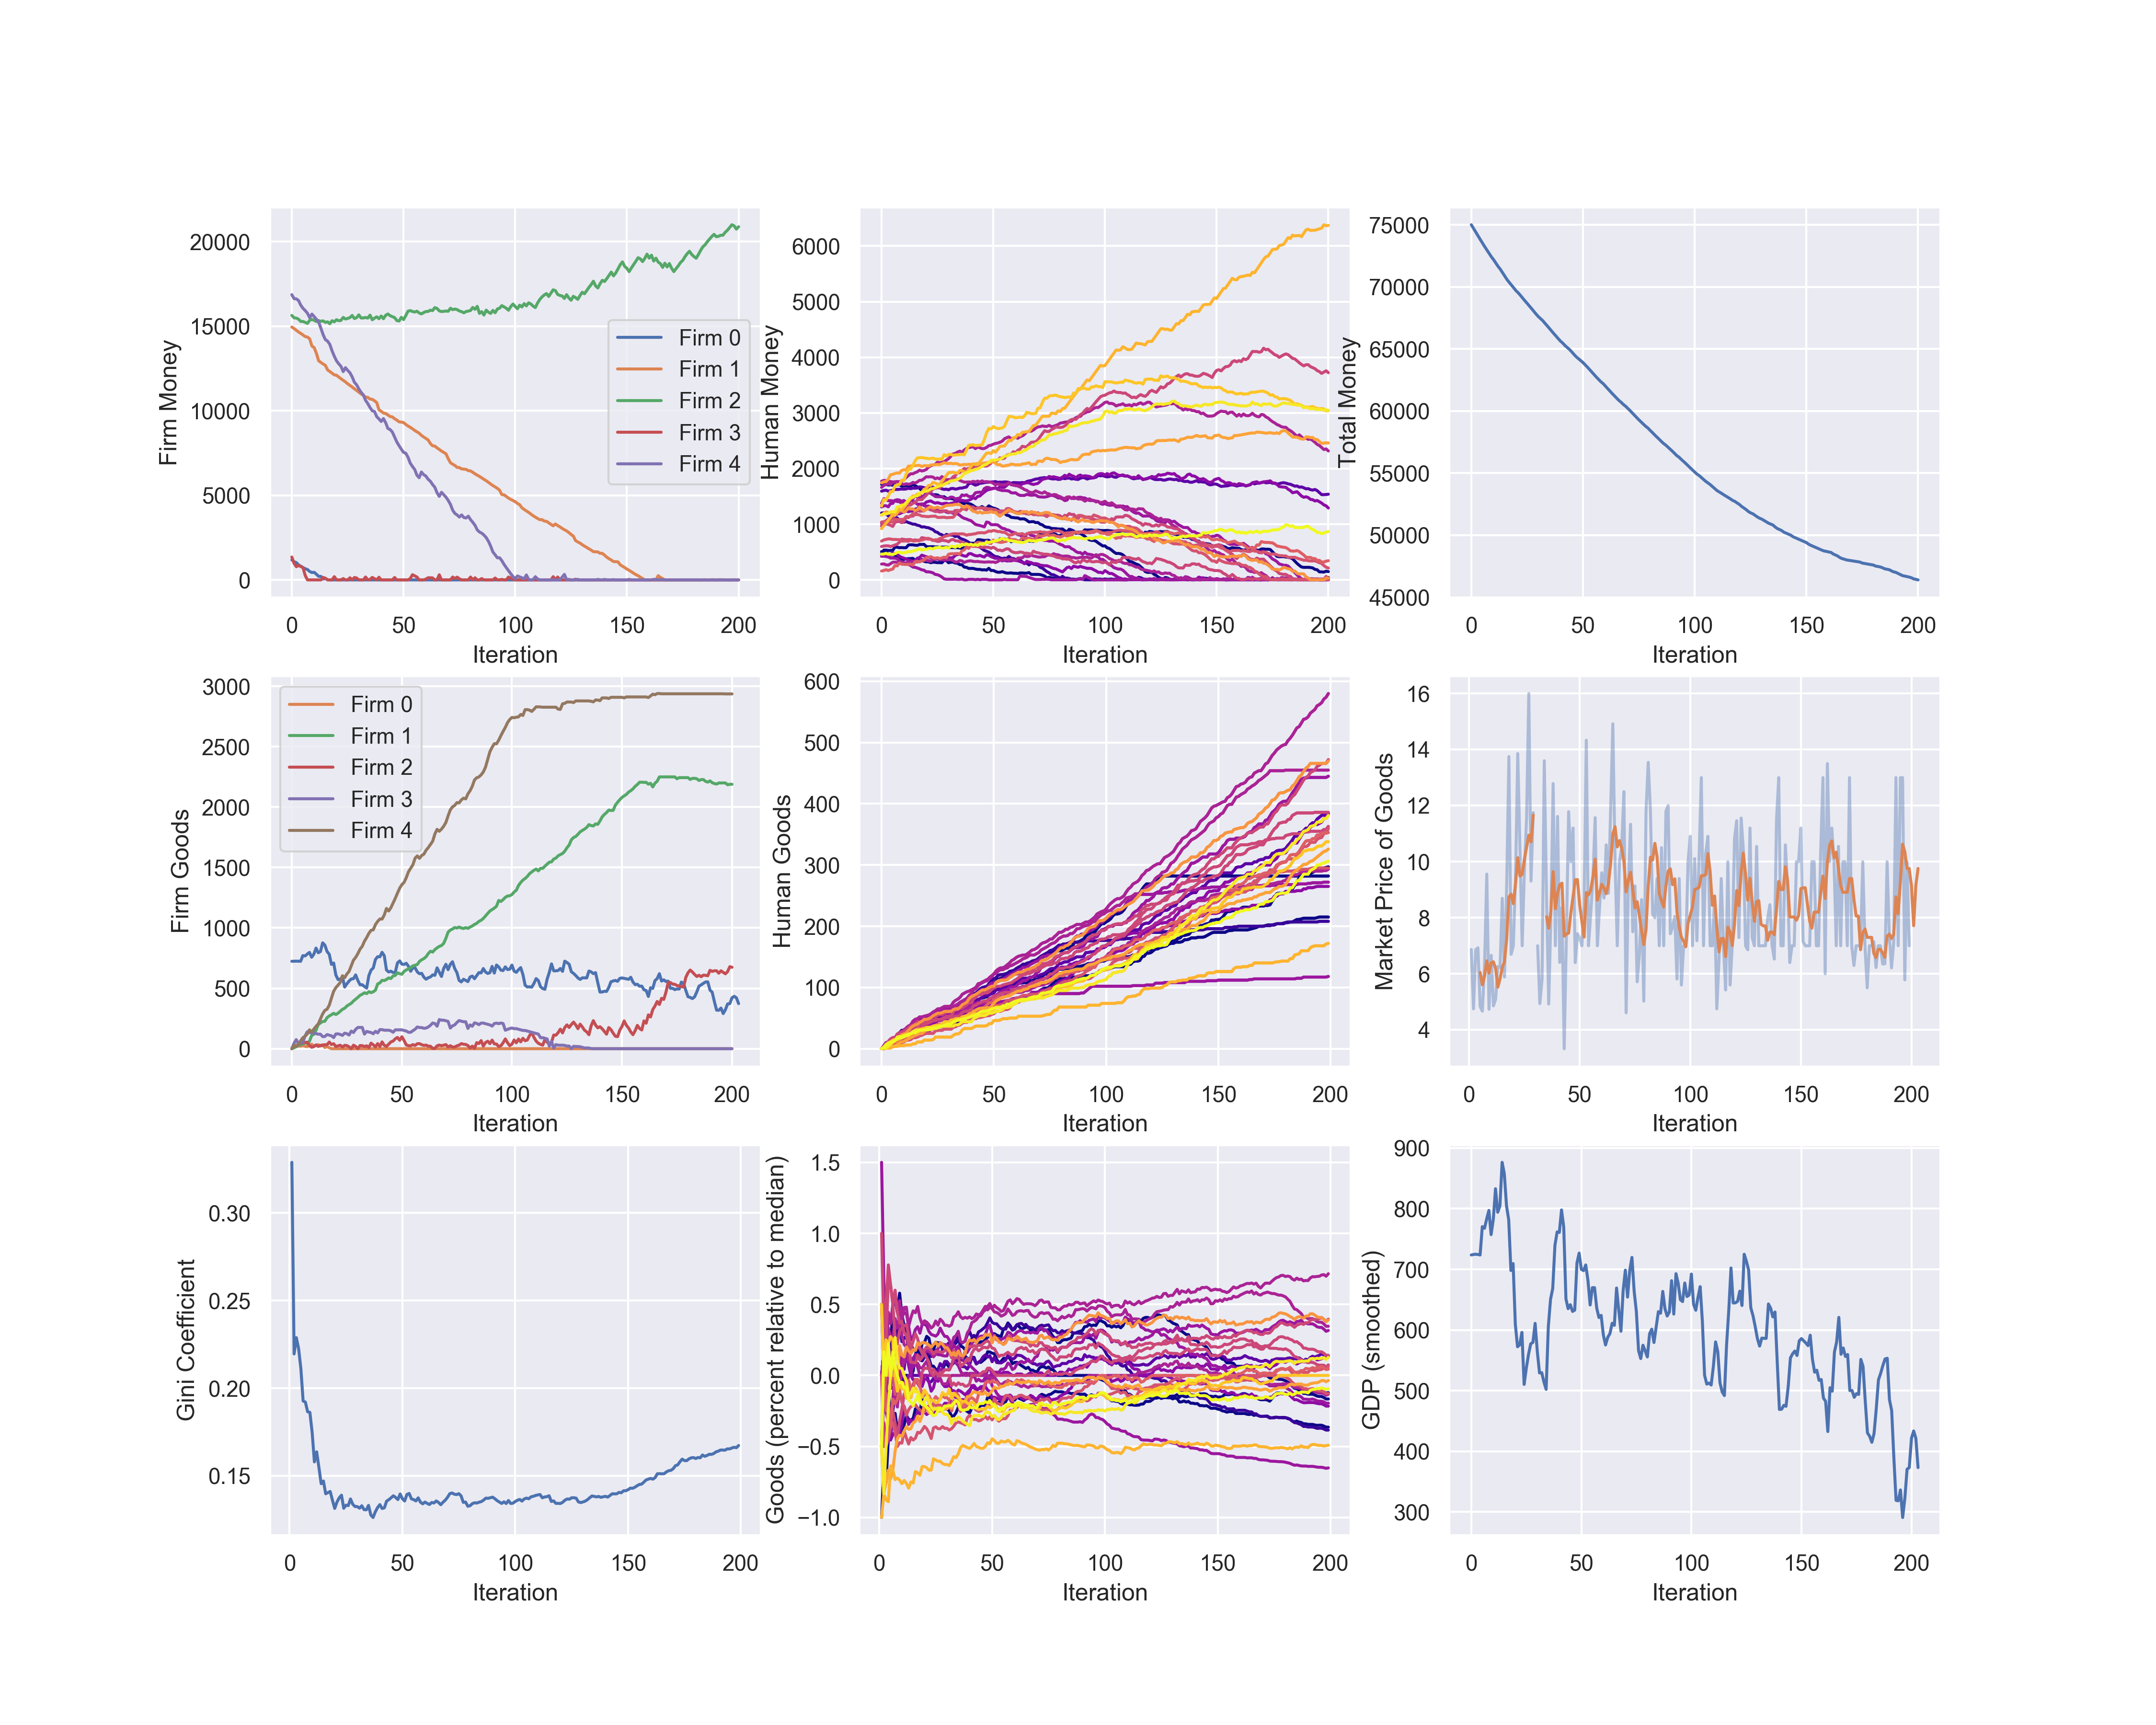 Firm Money
20000
15000
10000
5000
0
Firm 0
Firm 1
Firm 2
Firm 3
Firm 4
0 50 100 150 200
Iteration
Human Money
6000
5000
4000
3000
2000
1000
0
0 50 100 150 200
Iteration
Total Money
75000
70000
65000
60000
55000
50000
45000
0 50 100 150 200
Iteration
Firm Goods
3000
2500
2000
1500
1000
500
0
Firm 0
Firm 1
Firm 2
Firm 3
Firm 4
0 50 100 150 200
Iteration
Human Goods
600
500
400
300
200
100
0
0 50 100 150 200
Iteration
Market Price of Goods
16
14
12
10
8
6
4
0 50 100 150 200
Iteration
Gini Coefficient
0.30
0.25
0.20
0.15
0 50 100 150 200
Iteration
Goods (percent relative to median)
1.5
1.0
0.5
0.0
−0.5
−1.0
0 50 100 150 200
Iteration
GDP (smoothed)
900
800
700
600
500
400
300
0 50 100 150 200
Iteration